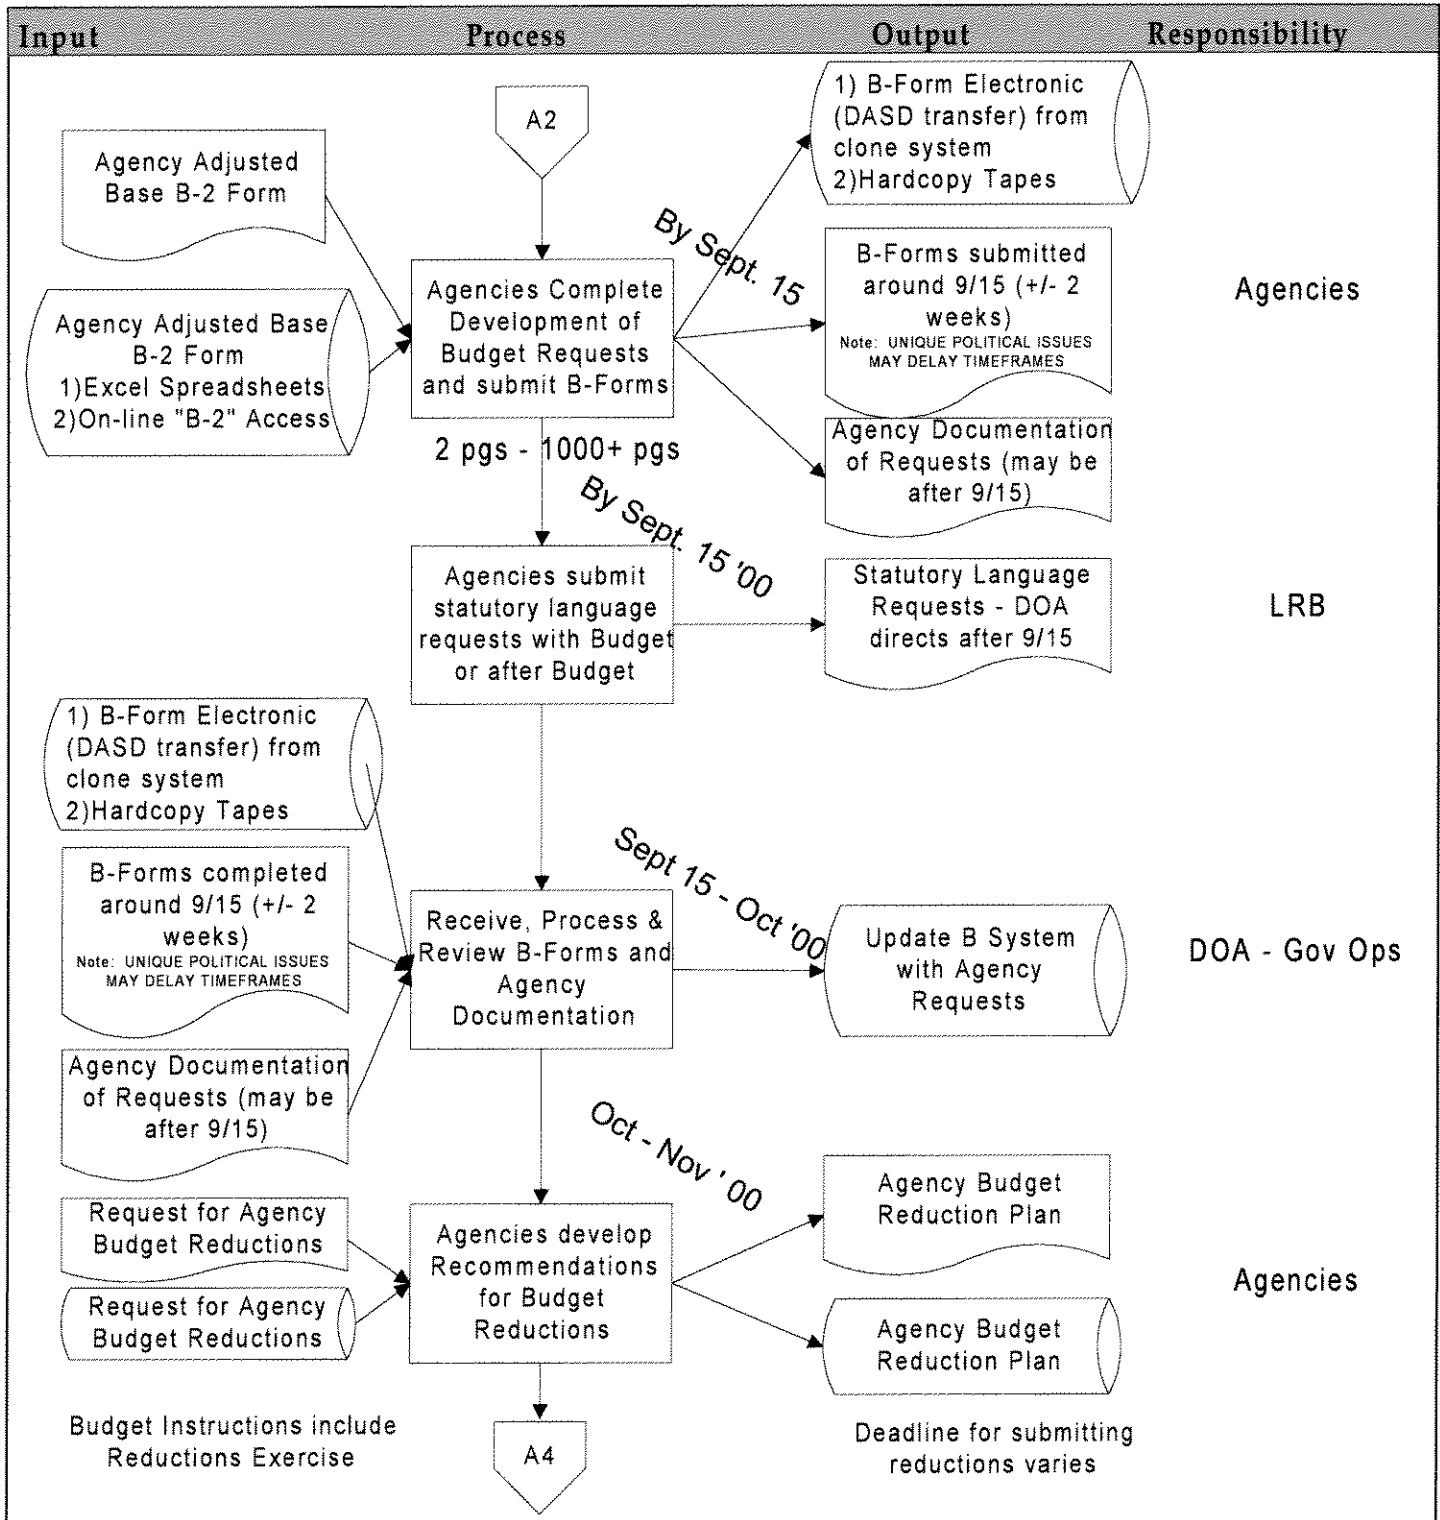 Input Process Output Responsibility
A2
Agency Adjusted
Base B-2 Form
Agency Adjusted Base
B-2 Form
1)Excel Spreadsheets
2)On-line "B-2" Access
Agencies Complete
Development of
Budget Requests
and submit B-Forms
2 pgs - 1000+ pgs
By Sept. 15
1) B-Form Electronic
(DASD transfer) from
clone system
2)Hardcopy Tapes
B-Forms submitted
around 9/15 (+/- 2
weeks)
Note: UNIQUE POLITICAL ISSUES
MAY DELAY TIMEFRAMES
Agency Documentation
of Requests (may be
after 9/15)
Agencies
By Sept. 15 '00
Agencies submit
statutory language
requests with Budget
or after Budget
Statutory Language
Requests - DOA
directs after 9/15
LRB
1) B-Form Electronic
(DASD transfer) from
clone system
2)Hardcopy Tapes
B-Forms completed
around 9/15 (+/- 2
weeks)
Note: UNIQUE POLITICAL ISSUES
MAY DELAY TIMEFRAMES
Agency Documentation
of Requests (may be
after 9/15)
Receive, Process &
Review B-Forms and
Agency
Documentation
Sept 15 - Oct '00
Update B System
with Agency
Requests
DOA - Gov Ops
Request for Agency
Budget Reductions
Request for Agency
Budget Reductions
Agencies develop
Recommendations
for Budget
Reductions
Oct - Nov ' 00
Agency Budget
Reduction Plan
Agency Budget
Reduction Plan
Agencies
Budget Instructions include
Reductions Exercise
A4
Deadline for submitting
reductions varies